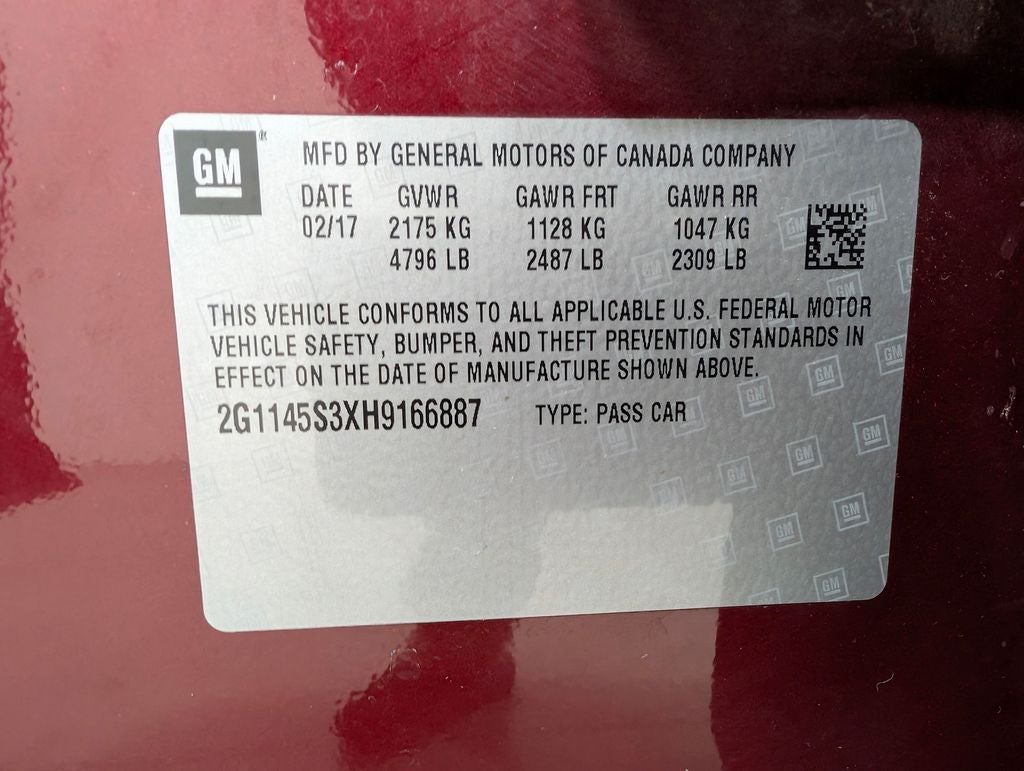 GM
MFD BY GENERAL MOTORS OF CANADA COMPANY
DATE GVWR GAWR FRT GAWR RR
02/17 2175 KG 1128 KG 1047 KG
4796 LB 2487 LB 2309 LB
THIS VEHICLE CONFORMS TO ALL APPLICABLE U.S. FEDERAL MOTOR
VEHICLE SAFETY, BUMPER, AND THEFT PREVENTION STANDARDS IN
EFFECT ON THE DATE OF MANUFACTURE SHOWN ABOVE.
2G1145S3XH9166887 TYPE: PASS CAR